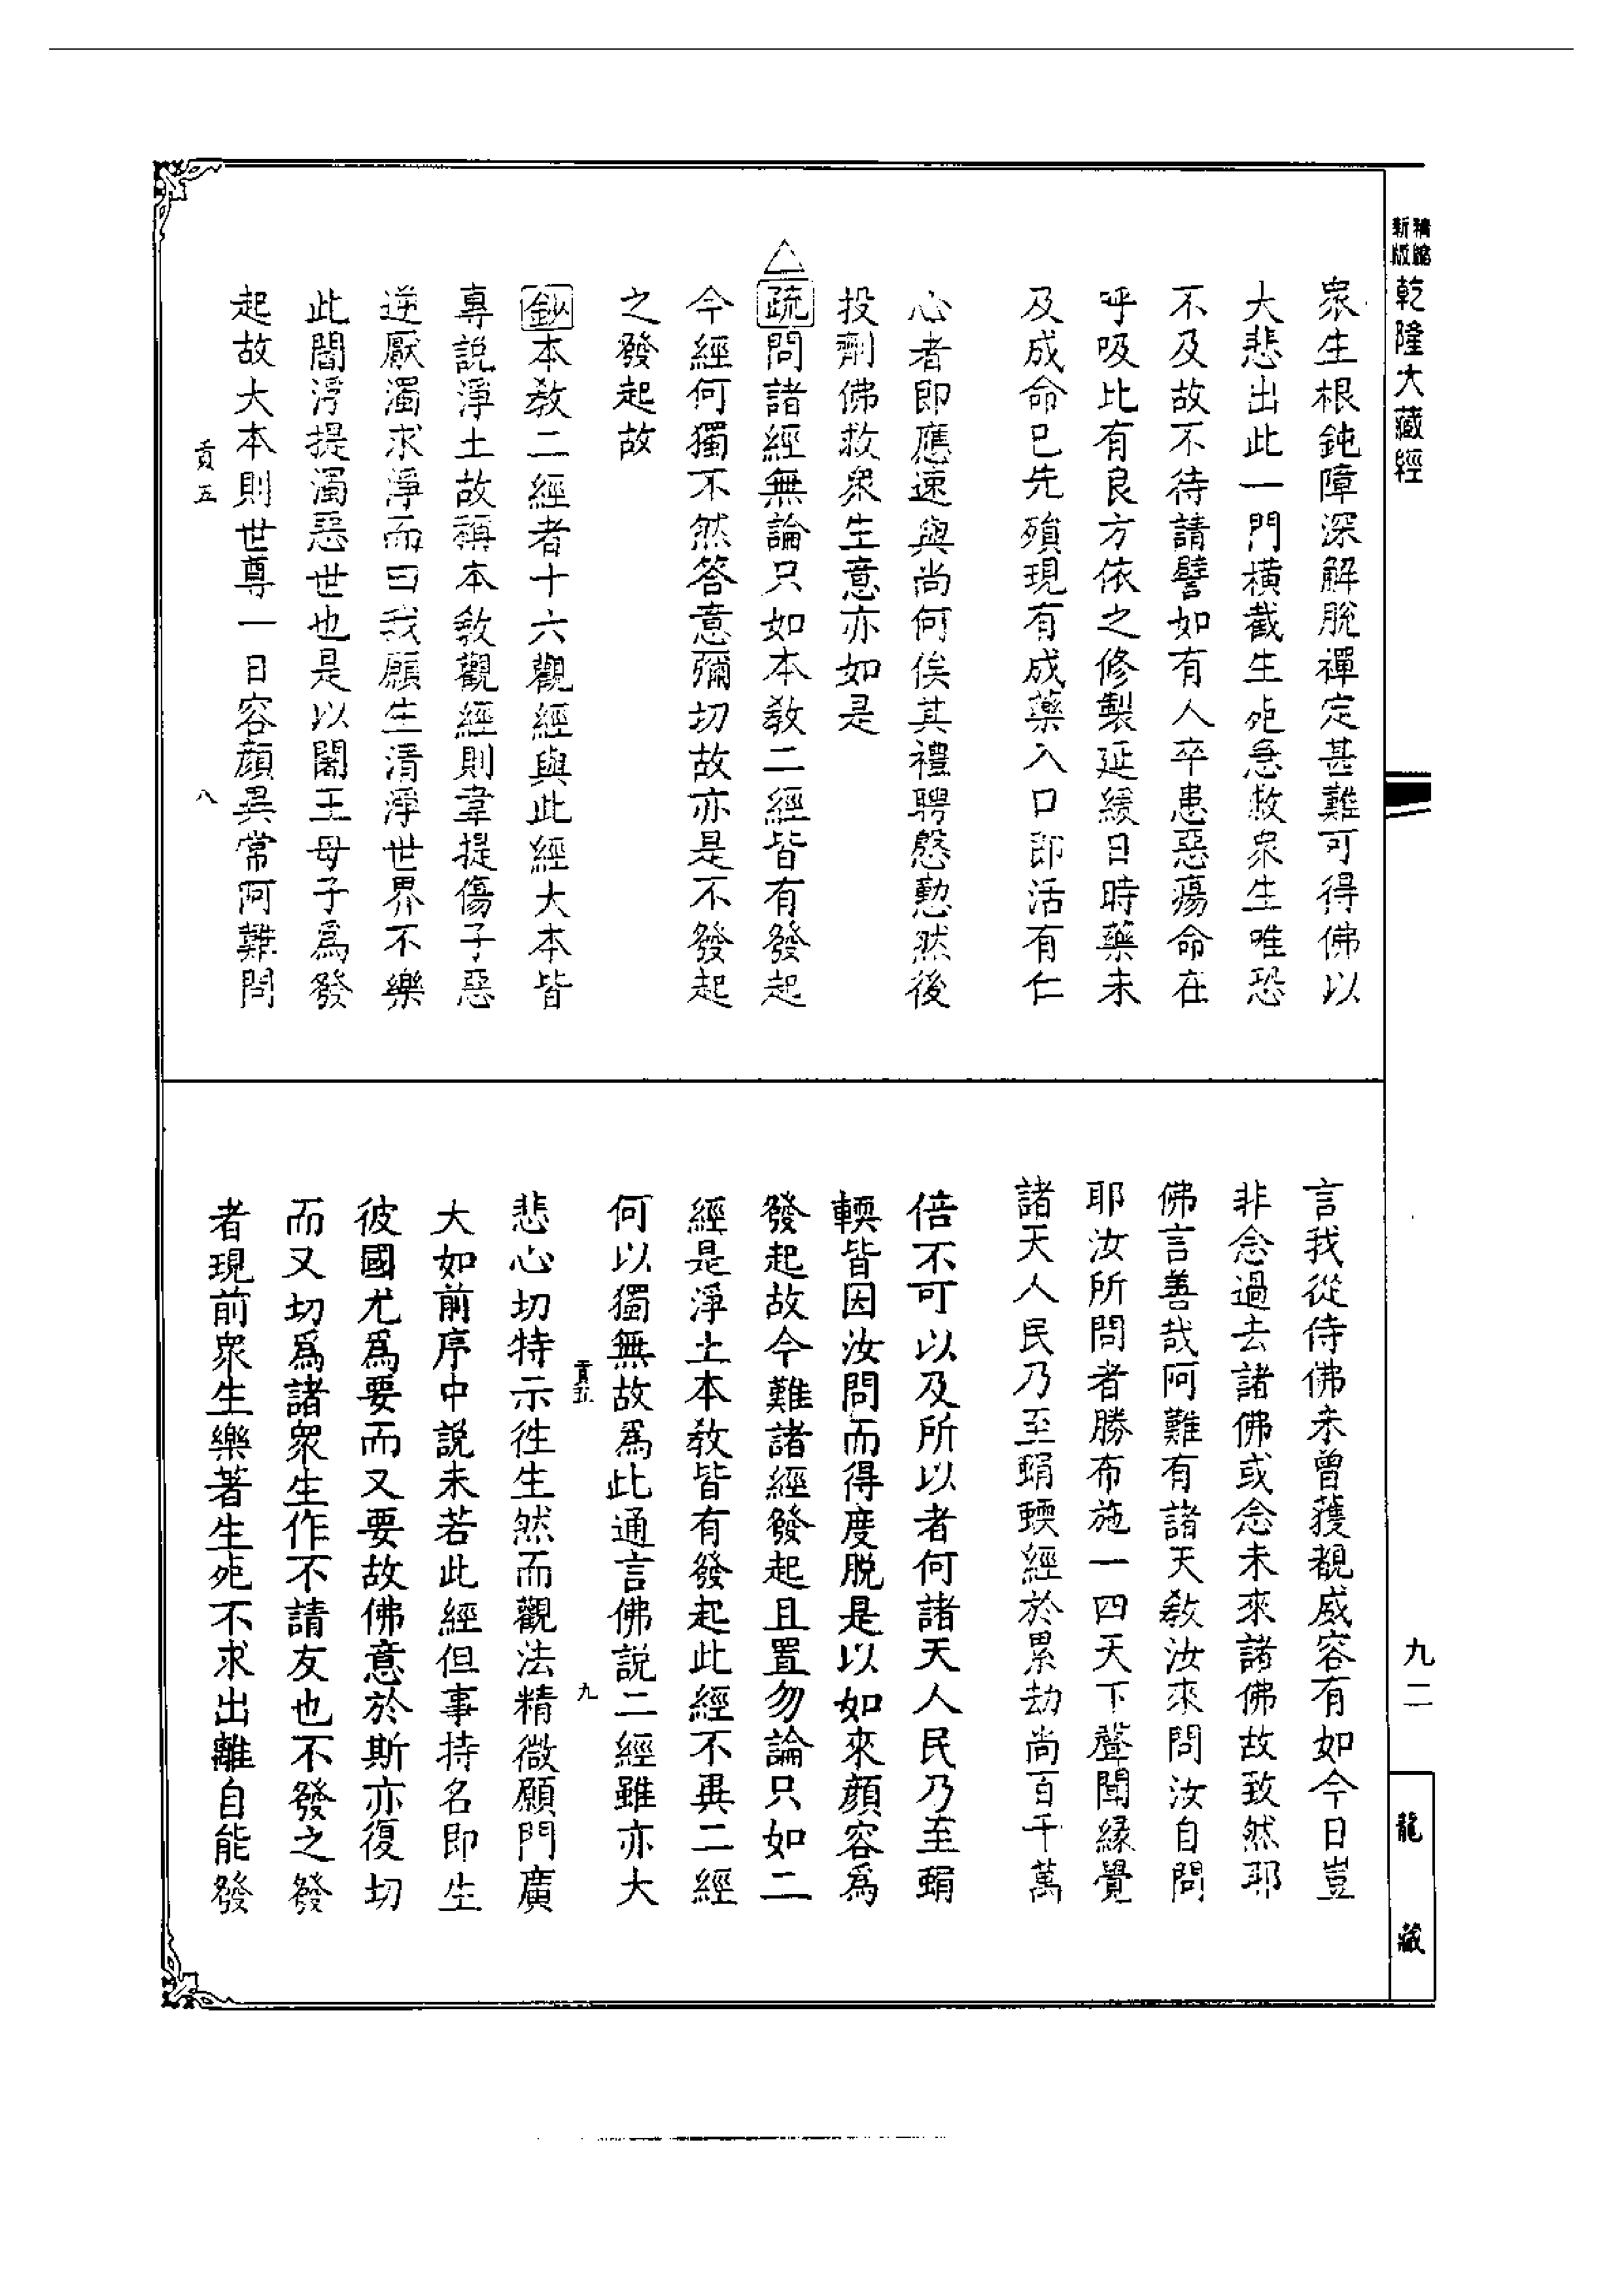 精縮
新版
乾隆大藏經
衆生根鈍障深解脫禪定甚難可得佛以
大悲出此一門橫截生死急救衆生唯恐
不及故不待請譬如有人卒患惡瘍命在
呼吸比有良方依之修製延緩日時藥未
及成命已先殞現有成藥入口即活有仁
心者即應速與尚何俟其禮聘慇懃然後
投劑佛救衆生意亦如是
△疏問諸經無論只如本教二經皆有發起
今經何獨不然答意彌切故亦是不發起
之發起故
鈔本教二經者十六觀經與此經大本皆
專說淨土故稱本教觀經則韋提傷子惡
逆厭濁求淨而曰我願生清淨世界不樂
此閻浮提濁惡世也是以闍王母子爲發
起故大本則世尊一日容顏異常阿難問
貢五
八
言我從侍佛未曾獲覩威容有如今日豈
非念過去諸佛或念未來諸佛故致然耶
佛言善哉阿難有諸天教汝來問汝自問
耶汝所問者勝布施一四天下聲聞緣覺
諸天人民乃至蜎蝡經於累劫尚百千萬
倍不可以及所以者何諸天人民乃至蜎
蝡皆因汝問而得度脫是以如來顏容爲
發起故今難諸經發起且置勿論只如二
經是淨土本教皆有發起此經不異二經
何以獨無故爲此通言佛說二經雖亦大
貢五
九
悲心切特示徃生然而觀法精微願門廣
大如前序中說未若此經但事持名即生
彼國尤爲要而又要故佛意於斯亦復切
而又切爲諸衆生作不請友也不發之發
者現前衆生樂著生死不求出離自能發
九二
龍藏